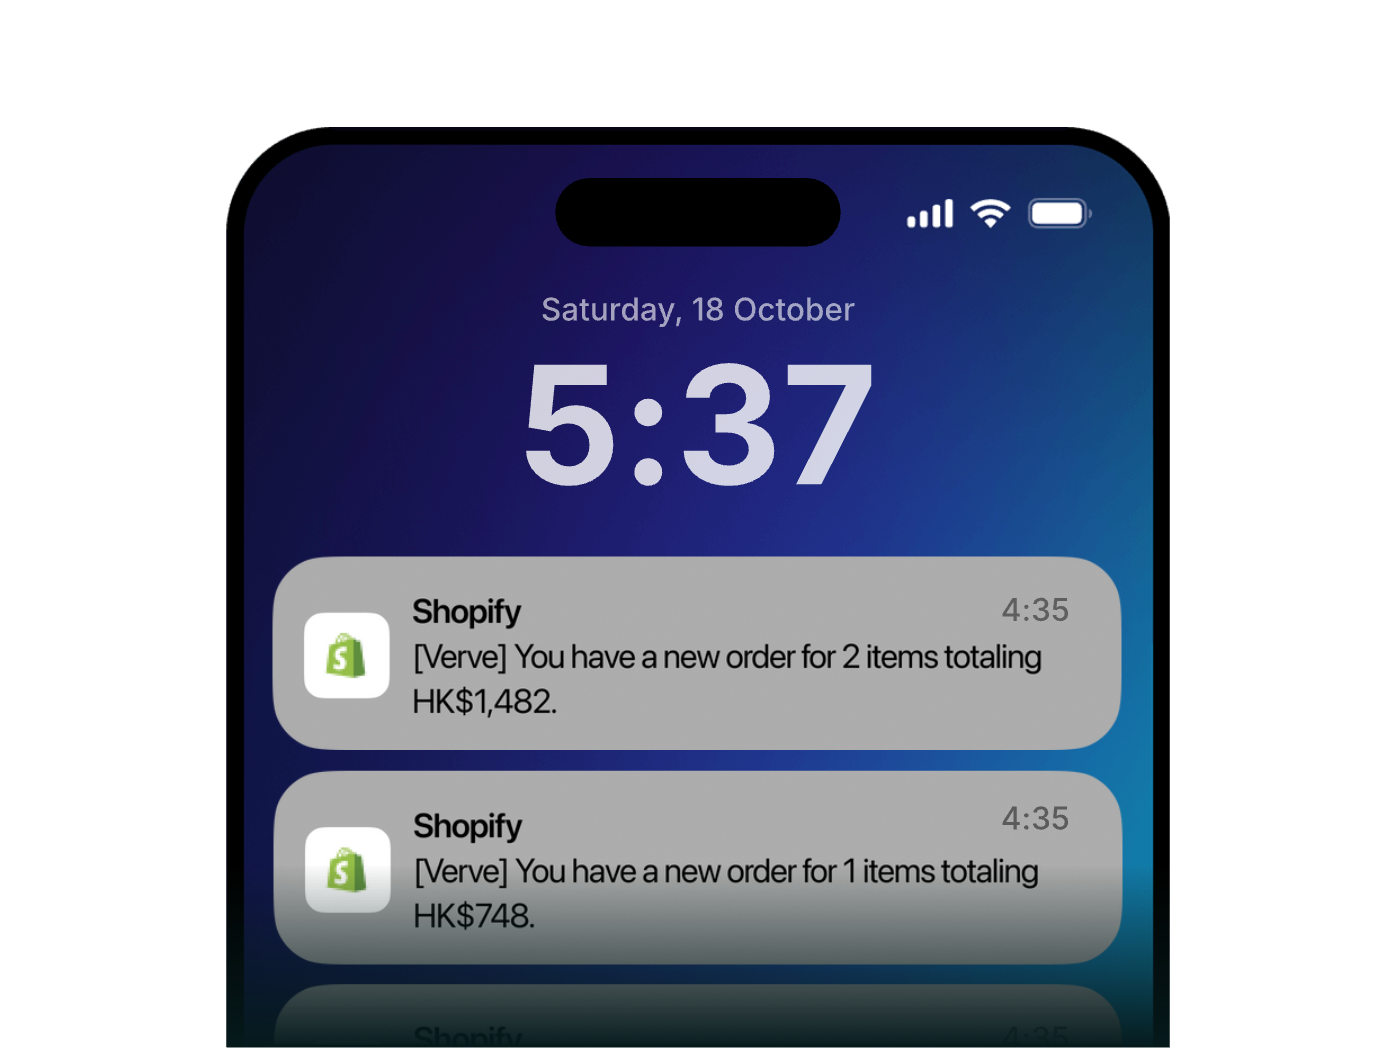 Saturday, 18 October
5:37
Shopify 4:35
[Verve] You have a new order for 2 items totaling
HK$1,482.
Shopify 4:35
[Verve] You have a new order for 1 items totaling
HK$748.
Shopify 4:35